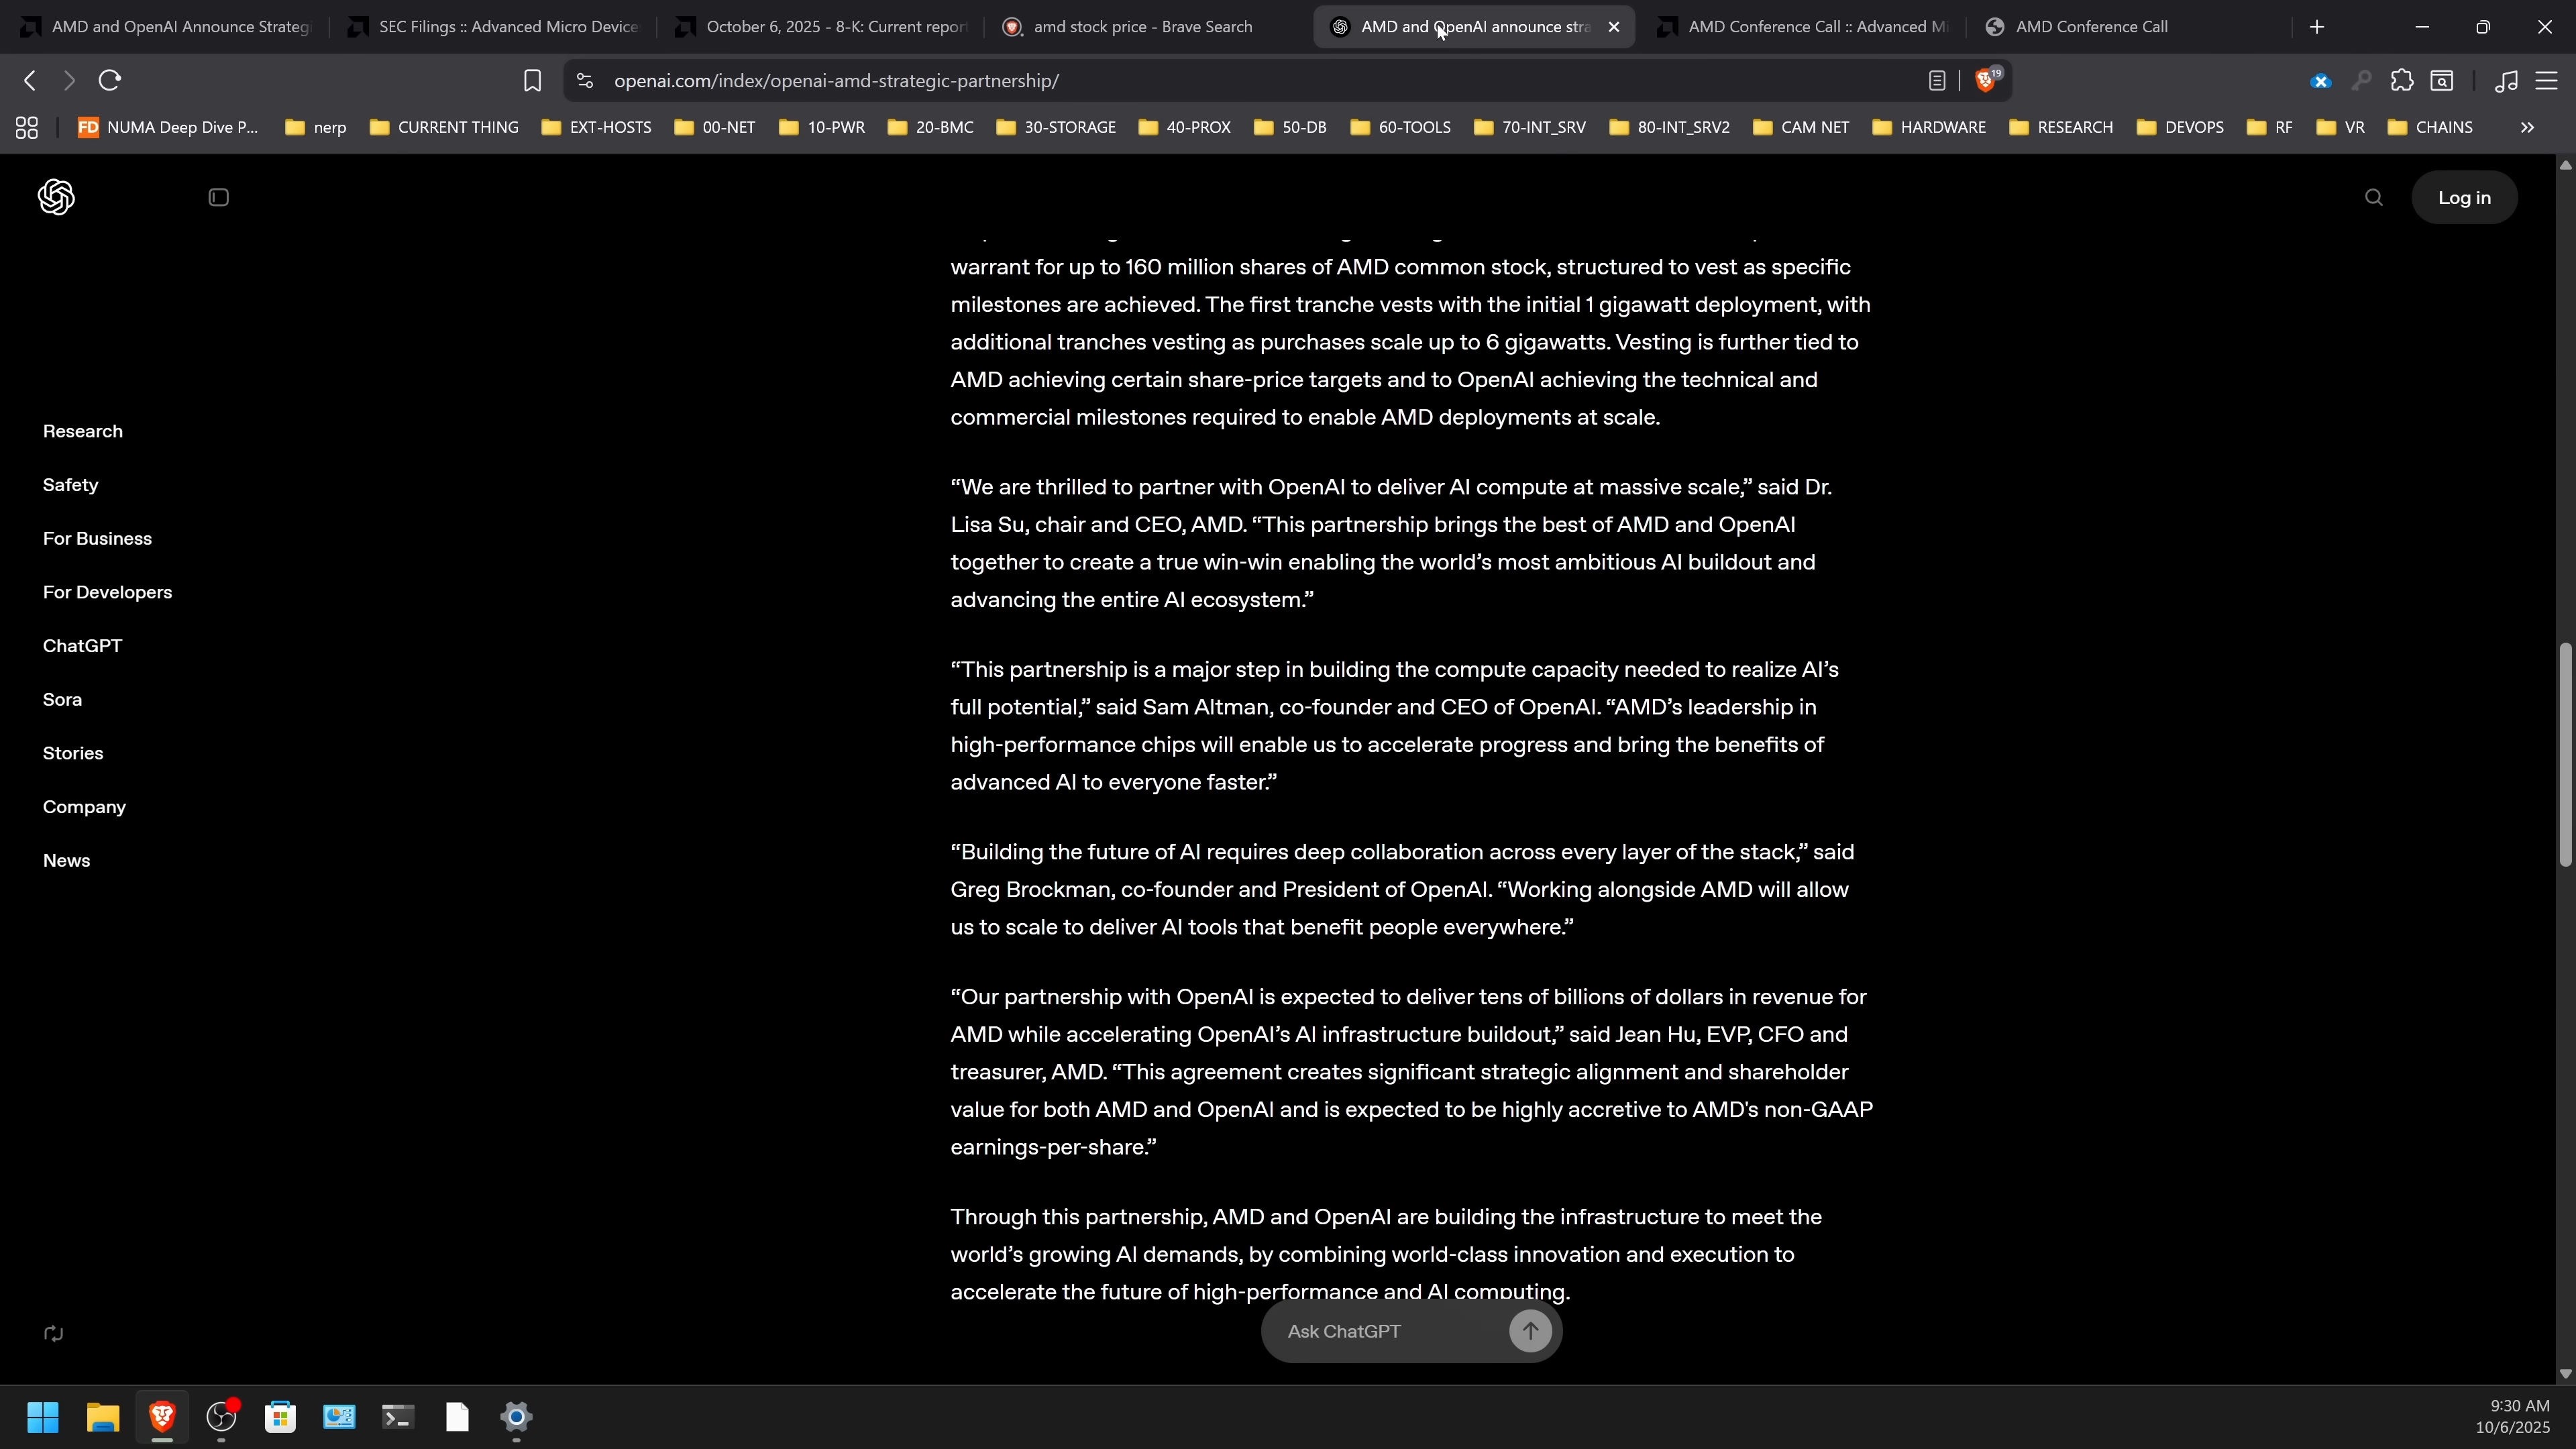 AMD and OpenAI Announce Strategi
SEC Filings :: Advanced Micro Device
October 6, 2025 - 8-K: Current report
amd stock price - Brave Search
AMD and OpenAI announce stra
AMD Conference Call :: Advanced Mi
AMD Conference Call
openai.com/index/openai-amd-strategic-partnership/
19
FD NUMA Deep Dive P...
nerp
CURRENT THING
EXT-HOSTS
00-NET
10-PWR
20-BMC
30-STORAGE
40-PROX
50-DB
60-TOOLS
70-INT_SRV
80-INT_SRV2
CAM NET
HARDWARE
RESEARCH
DEVOPS
RF
VR
CHAINS
Log in
Research
Safety
For Business
For Developers
ChatGPT
Sora
Stories
Company
News
warrant for up to 160 million shares of AMD common stock, structured to vest as specific
milestones are achieved. The first tranche vests with the initial 1 gigawatt deployment, with
additional tranches vesting as purchases scale up to 6 gigawatts. Vesting is further tied to
AMD achieving certain share-price targets and to OpenAI achieving the technical and
commercial milestones required to enable AMD deployments at scale.
“We are thrilled to partner with OpenAI to deliver AI compute at massive scale,” said Dr.
Lisa Su, chair and CEO, AMD. “This partnership brings the best of AMD and OpenAI
together to create a true win-win enabling the world’s most ambitious AI buildout and
advancing the entire AI ecosystem.”
“This partnership is a major step in building the compute capacity needed to realize AI’s
full potential,” said Sam Altman, co-founder and CEO of OpenAI. “AMD’s leadership in
high-performance chips will enable us to accelerate progress and bring the benefits of
advanced AI to everyone faster.”
“Building the future of AI requires deep collaboration across every layer of the stack,” said
Greg Brockman, co-founder and President of OpenAI. “Working alongside AMD will allow
us to scale to deliver AI tools that benefit people everywhere.”
“Our partnership with OpenAI is expected to deliver tens of billions of dollars in revenue for
AMD while accelerating OpenAI’s AI infrastructure buildout,” said Jean Hu, EVP, CFO and
treasurer, AMD. “This agreement creates significant strategic alignment and shareholder
value for both AMD and OpenAI and is expected to be highly accretive to AMD's non-GAAP
earnings-per-share.”
Through this partnership, AMD and OpenAI are building the infrastructure to meet the
world’s growing AI demands, by combining world-class innovation and execution to
accelerate the future of high-performance and AI computing.
Ask ChatGPT
9:30 AM
10/6/2025